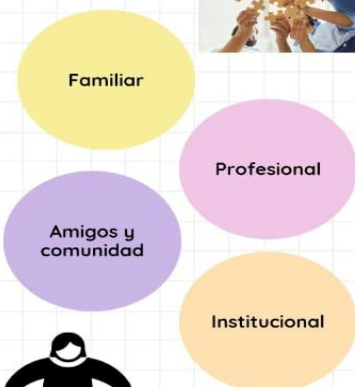 Familiar
Profesional
Amigos y
comunidad
Institucional